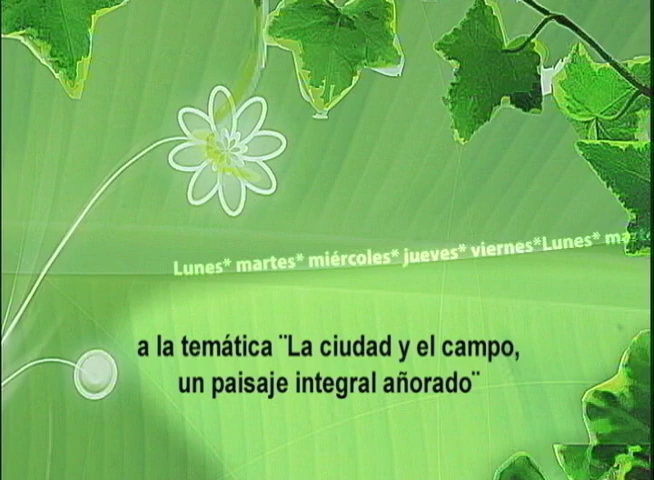 Lunes* martes* miércoles* jueves* viernes*Lunes* ma
a la temática ¨La ciudad y el campo,
un paisaje integral añorado¨